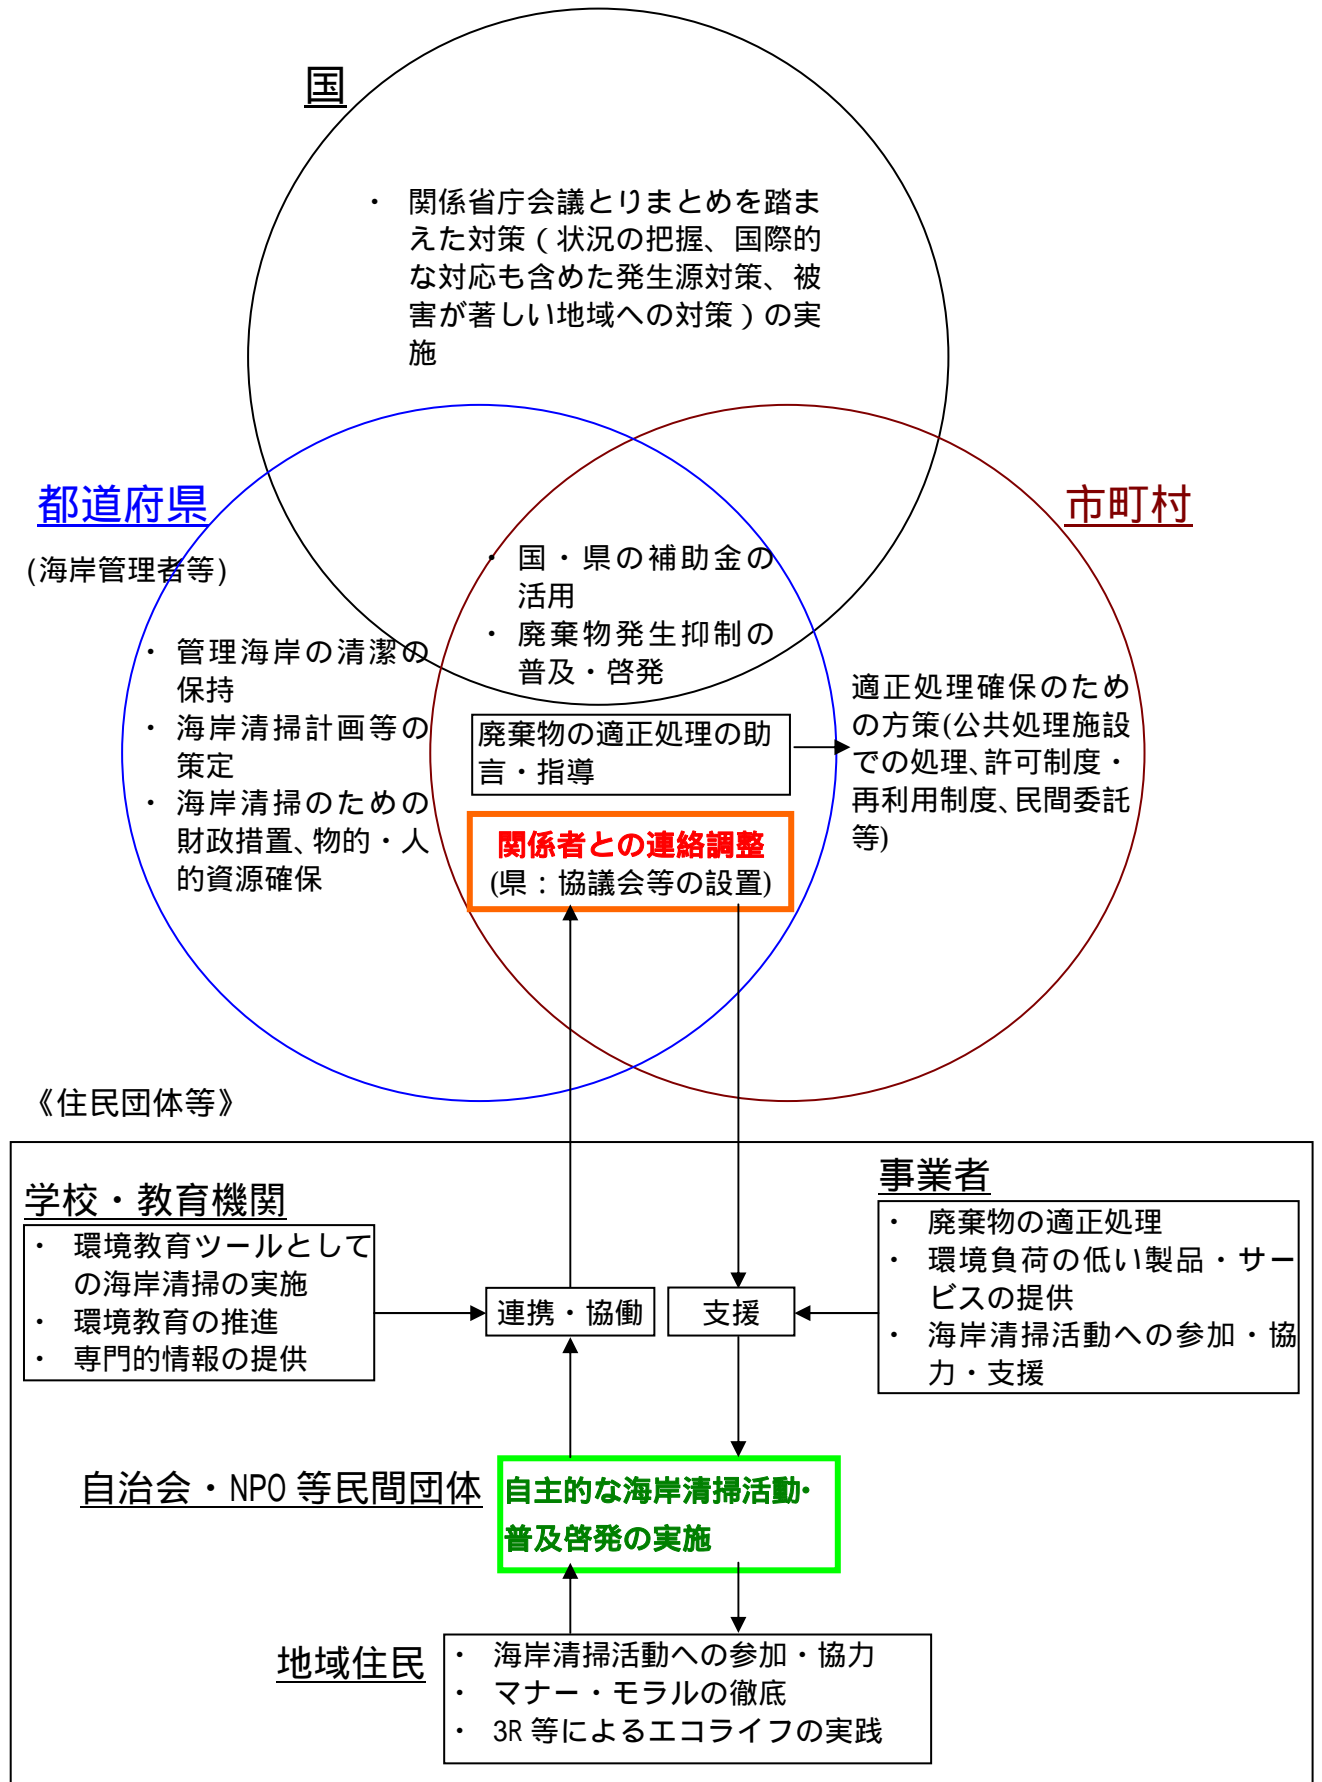 国
・ 関係省庁会議とりまとめを踏ま
えた対策(状況の把握、国際的
な対応も含めた発生源対策、被
害が著しい地域への対策)の実
施
都道府県
(海岸管理者等)
市町村
・ 国・県の補助金の
活用
・ 廃棄物発生抑制の
普及・啓発
・ 管理海岸の清潔の
保持
・ 海岸清掃計画等の
策定
・ 海岸清掃のための
財政措置、物的・人
的資源確保
廃棄物の適正処理の助
言・指導
適正処理確保のため
の方策(公共処理施設
での処理、許可制度・
再利用制度、民間委託
等)
関係者との連絡調整
(県：協議会等の設置)
《住民団体等》
学校・教育機関
・ 環境教育ツールとして
の海岸清掃の実施
・ 環境教育の推進
・ 専門的情報の提供
連携・協働
支援
事業者
・ 廃棄物の適正処理
・ 環境負荷の低い製品・サー
ビスの提供
・ 海岸清掃活動への参加・協
力・支援
自治会・NPO 等民間団体
自主的な海岸清掃活動・
普及啓発の実施
地域住民
・ 海岸清掃活動への参加・協力
・ マナー・モラルの徹底
・ 3R 等によるエコライフの実践